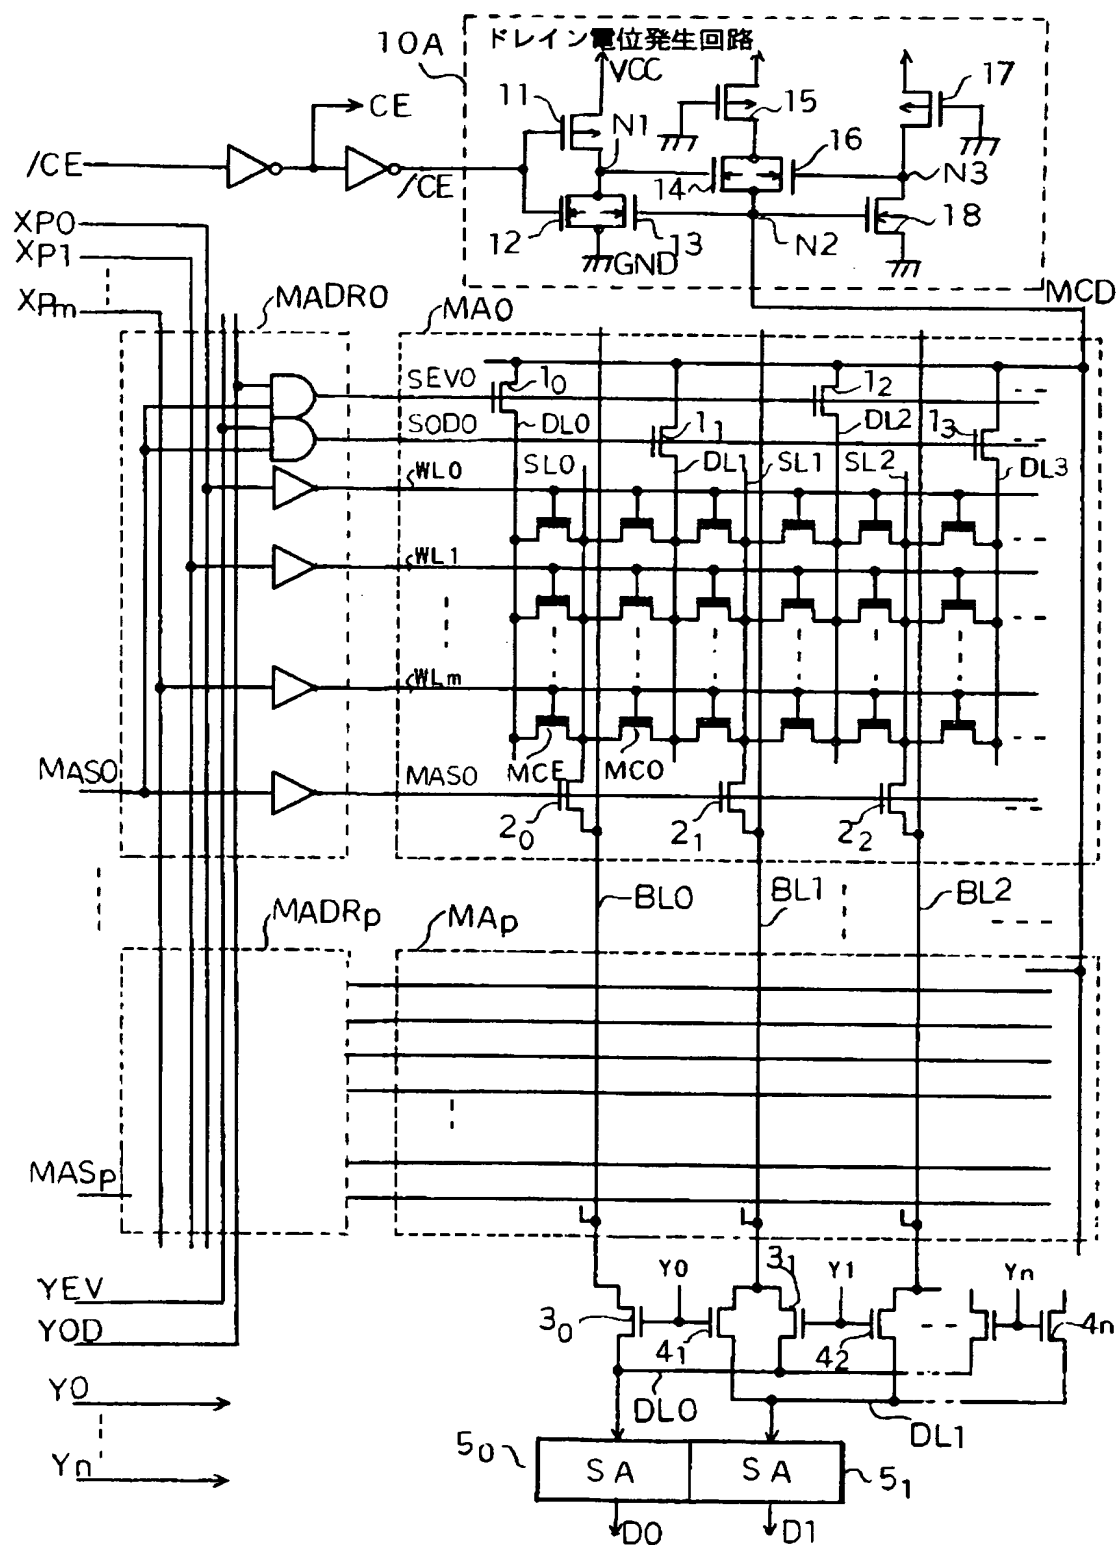 ドレイン電位発生回路
10A
VCC
17
11
CE
15
N1
16
/CE
/CE
14
N3
18
XP0
12
13
N2
XP1
GND
XPm
MADR0
MA0
MCD
SEV0
10
12
SOD0
DL0
11
DL2
13
SL0
DL1
SL1
SL2
DL3
WL0
WL1
WLm
MCE
MCO
MAS0
MAS0
20
21
22
BL0
BL1
BL2
MADRp
MAp
MASp
YEV
Y0
31
Y1
Yn
YOD
30
41
42
4n
Y0
DL0
DL1
Yn
50
SA
SA
51
D0
D1